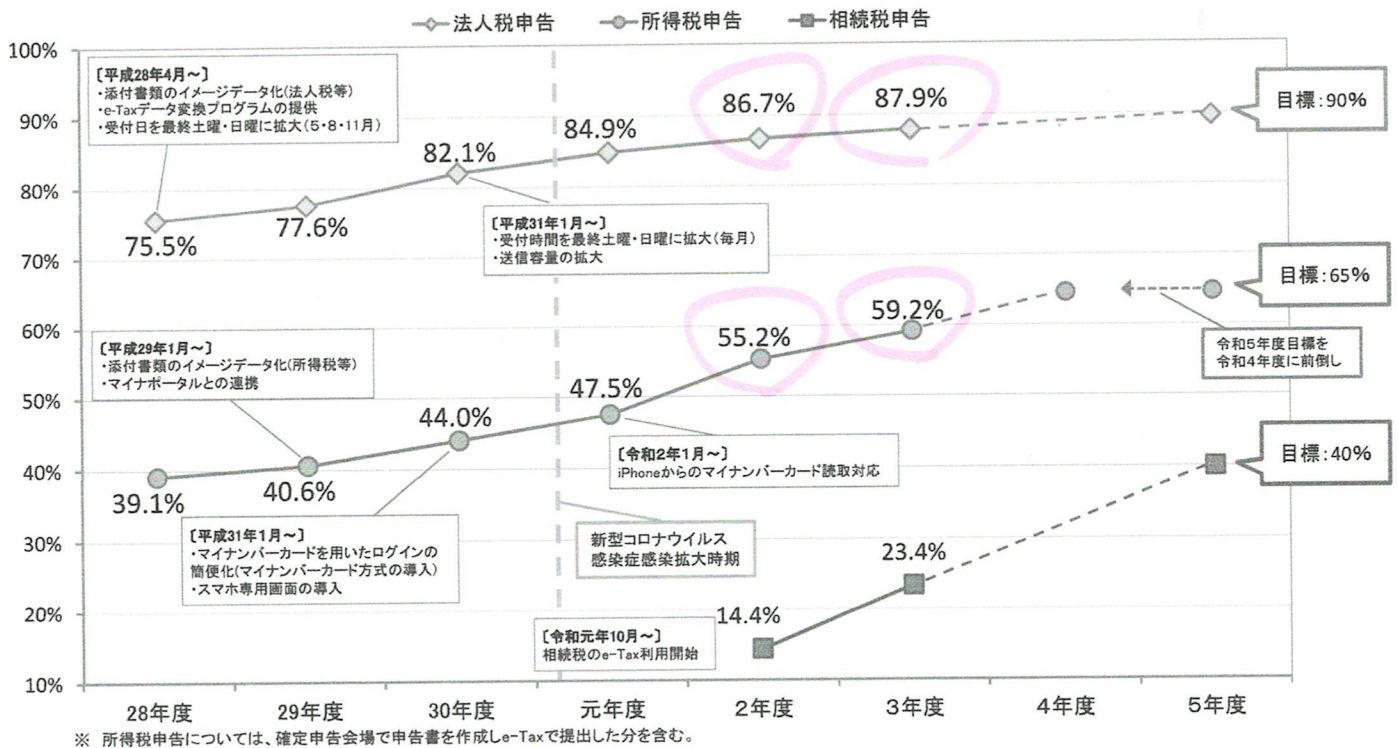 法人税申告 所得税申告 相続税申告
100%
90%
80%
70%
60%
50%
40%
30%
20%
10%
〔平成28年4月~〕
・添付書類のイメージデータ化(法人税等)
・e-Taxデータ変換プログラムの提供
・受付日を最終土曜・日曜に拡大(5・8・11月)
75.5%
77.6%
82.1%
84.9%
86.7%
87.9%
目標:90%
〔平成31年1月~〕
・受付時間を最終土曜・日曜に拡大(毎月)
・送信容量の拡大
〔平成29年1月~〕
・添付書類のイメージデータ化(所得税等)
・マイナポータルとの連携
39.1%
40.6%
44.0%
47.5%
55.2%
59.2%
目標:65%
令和5年度目標を
令和4年度に前倒し
〔平成31年1月~〕
・マイナンバーカードを用いたログインの
簡便化(マイナンバーカード方式の導入)
・スマホ専用画面の導入
〔令和2年1月~〕
iPhoneからのマイナンバーカード読取対応
新型コロナウイルス
感染症感染拡大時期
〔令和元年10月~〕
相続税のe-Tax利用開始
14.4%
23.4%
目標:40%
28年度 29年度 30年度 元年度 2年度 3年度 4年度 5年度
※ 所得税申告については、確定申告会場で申告書を作成しe-Taxで提出した分を含む。